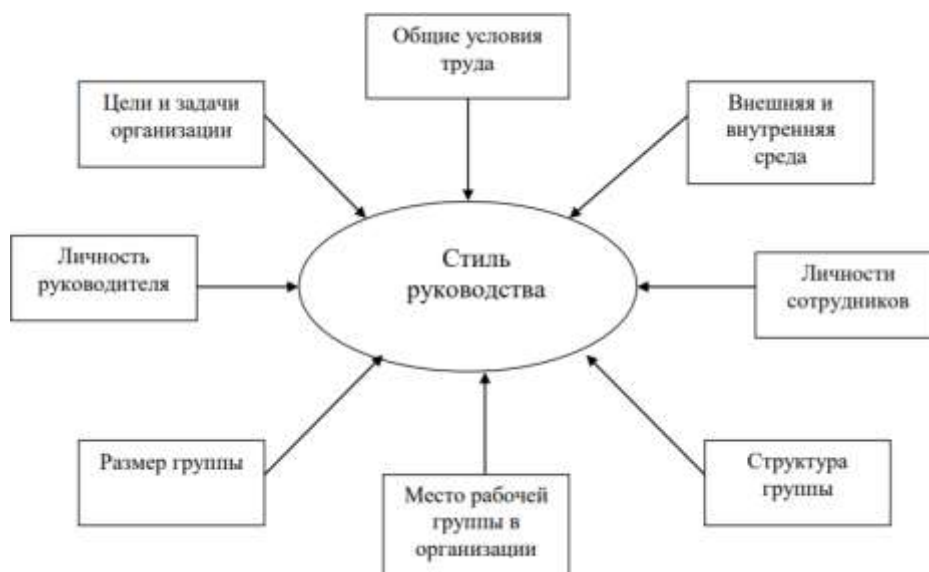 Общие условия
труда
Цели и задачи
организации
Внешняя и
внутренняя
среда
Личность
руководителя
Стиль
руководства
Личности
сотрудников
Размер группы
Место рабочей
группы в
организации
Структура
группы